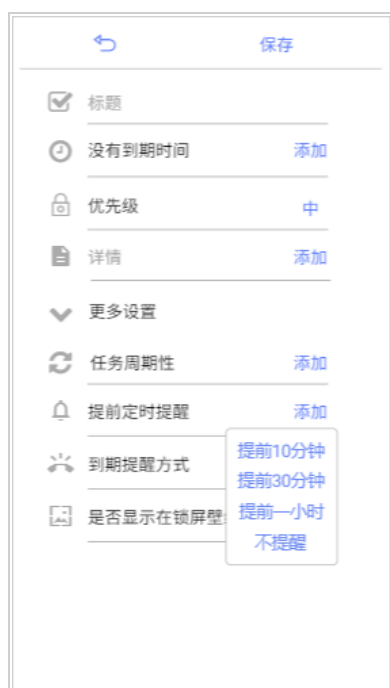 保存
标题
没有到期时间 添加
优先级 中
详情 添加
更多设置
任务周期性 添加
提前定时提醒 添加
提前10分钟
到期提醒方式
提前30分钟
提前一小时
是否显示在锁屏壁
不提醒